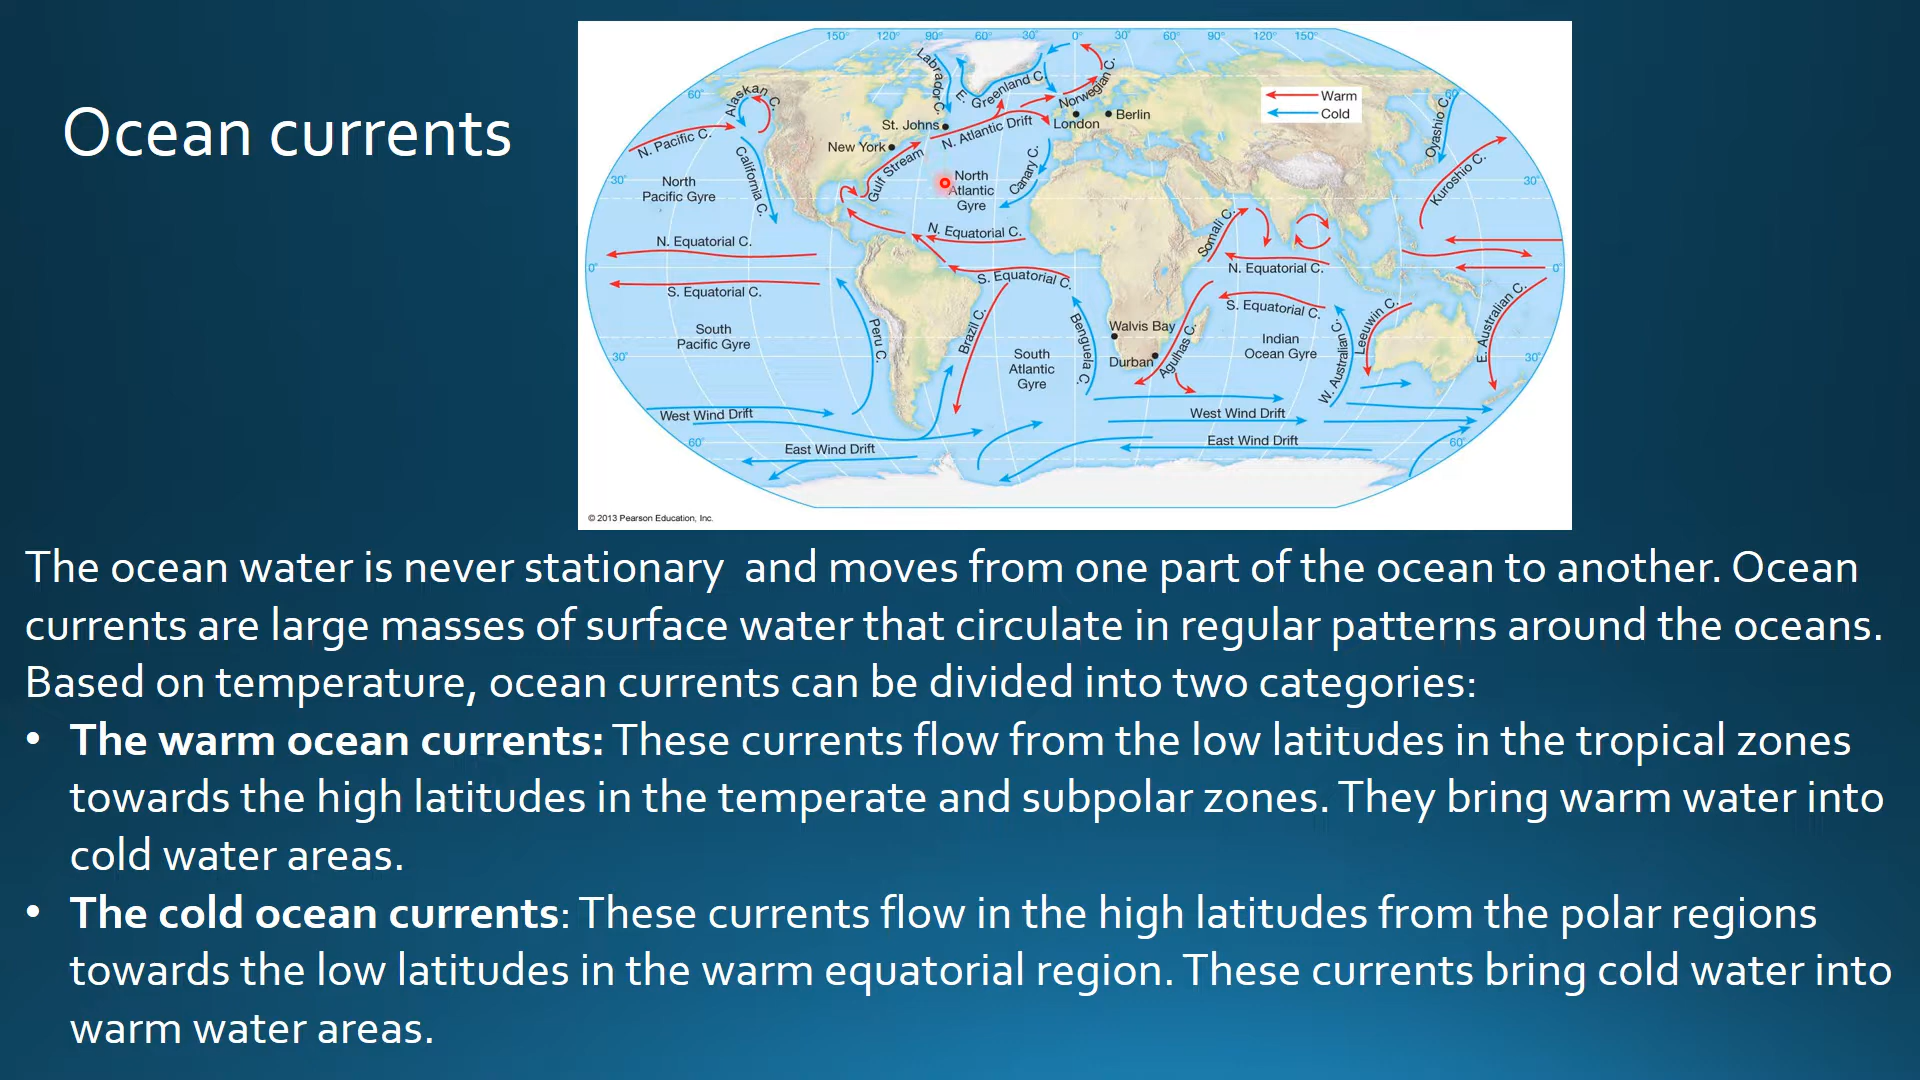 Ocean currents
150° 120° 90° 60° 30° 0° 30° 60° 90° 120° 150°
Labrador C.
E. Greenland C.
Norwegian C.
60°
Alaskan C.
Warm
Cold
60°
Oyashio C.
St. Johns
N. Atlantic Drift
London
Berlin
N. Pacific C.
New York
California C.
Gulf Stream
Canary C.
Kuroshio C.
30°
North
Pacific Gyre
North
Atlantic
Gyre
30°
Somali C.
N. Equatorial C.
N. Equatorial C.
N. Equatorial C.
0°
0°
S. Equatorial C.
S. Equatorial C.
S. Equatorial C.
Peru C.
Brazil C.
Benguela C.
Walvis Bay
Durban
Agulhas C.
Leeuwin C.
W. Australian C.
E. Australian C.
South
Pacific Gyre
South
Atlantic
Gyre
Indian
Ocean Gyre
30°
30°
West Wind Drift
West Wind Drift
60°
60°
East Wind Drift
East Wind Drift
© 2013 Pearson Education, Inc.
The ocean water is never stationary and moves from one part of the ocean to another. Ocean
currents are large masses of surface water that circulate in regular patterns around the oceans.
Based on temperature, ocean currents can be divided into two categories:
• The warm ocean currents: These currents flow from the low latitudes in the tropical zones
towards the high latitudes in the temperate and subpolar zones. They bring warm water into
cold water areas.
• The cold ocean currents: These currents flow in the high latitudes from the polar regions
towards the low latitudes in the warm equatorial region. These currents bring cold water into
warm water areas.